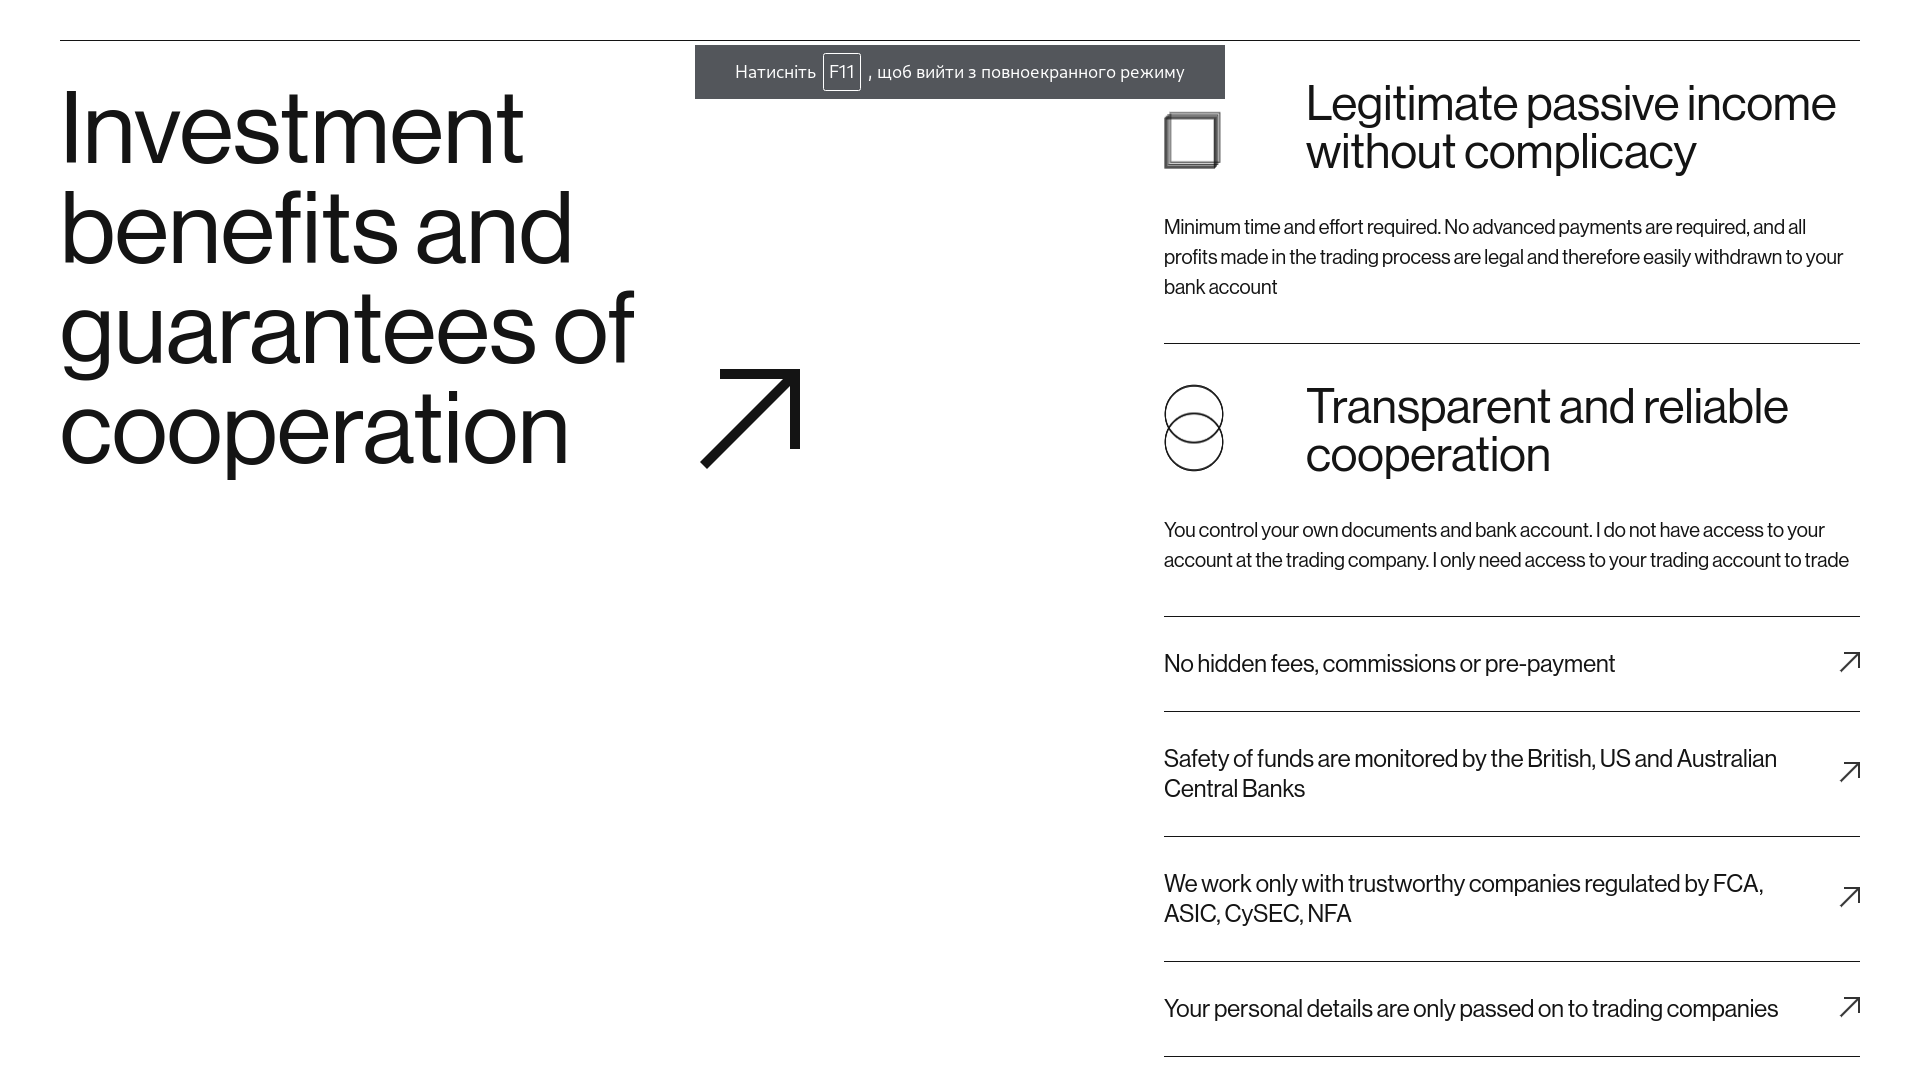 Натисніть F11 , щоб вийти з повноекранного режиму
Investment
benefits and
guarantees of
cooperation
Legitimate passive income
without complicacy
Minimum time and effort required. No advanced payments are required, and all
profits made in the trading process are legal and therefore easily withdrawn to your
bank account
Transparent and reliable
cooperation
You control your own documents and bank account. I do not have access to your
account at the trading company. I only need access to your trading account to trade
No hidden fees, commissions or pre-payment
Safety of funds are monitored by the British, US and Australian
Central Banks
We work only with trustworthy companies regulated by FCA,
ASIC, CySEC, NFA
Your personal details are only passed on to trading companies